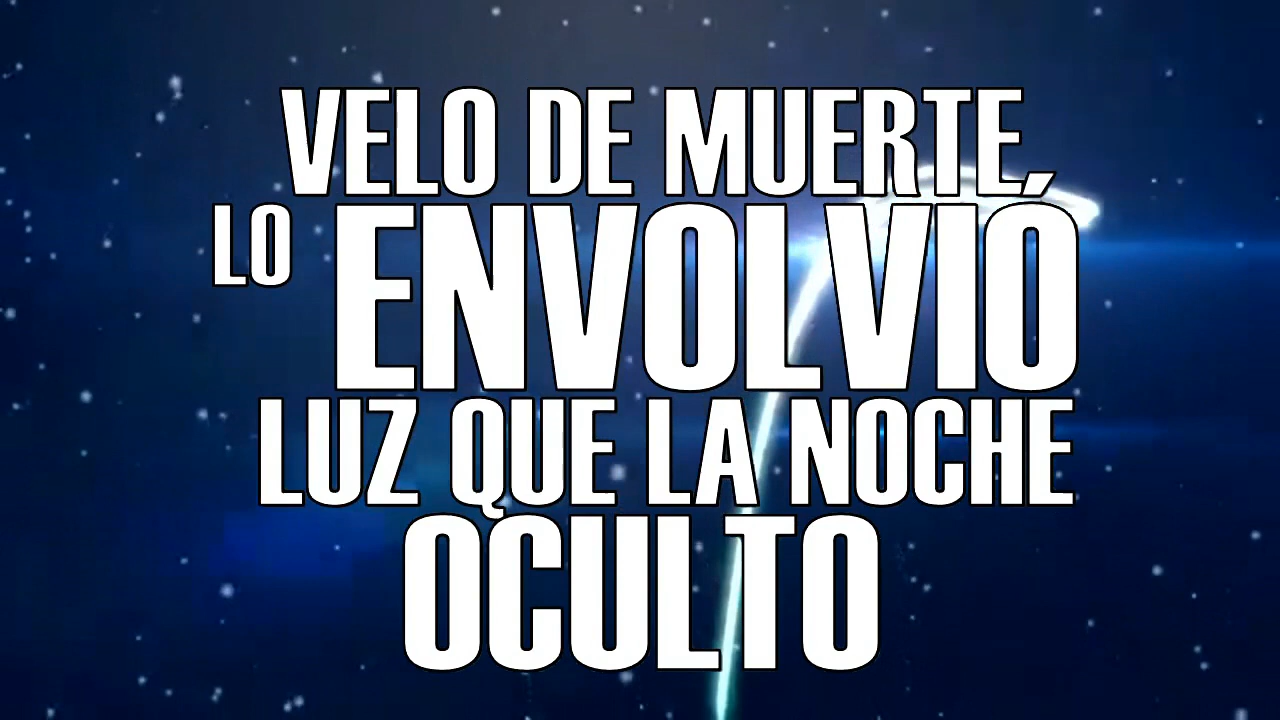 VELO DE MUERTE,
LO ENVOLVIÓ
LUZ QUE LA NOCHE
OCULTO